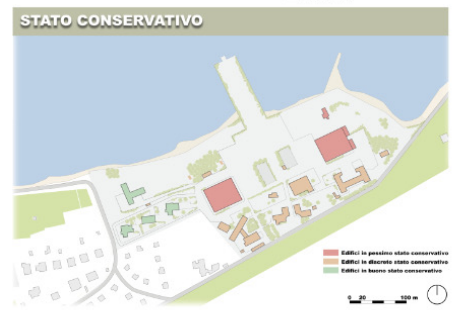 STATO CONSERVATIVO
Edifici in pessimo stato conservativo
Edifici in discreto stato conservativo
Edifici in buono stato conservativo
0 20 100 m